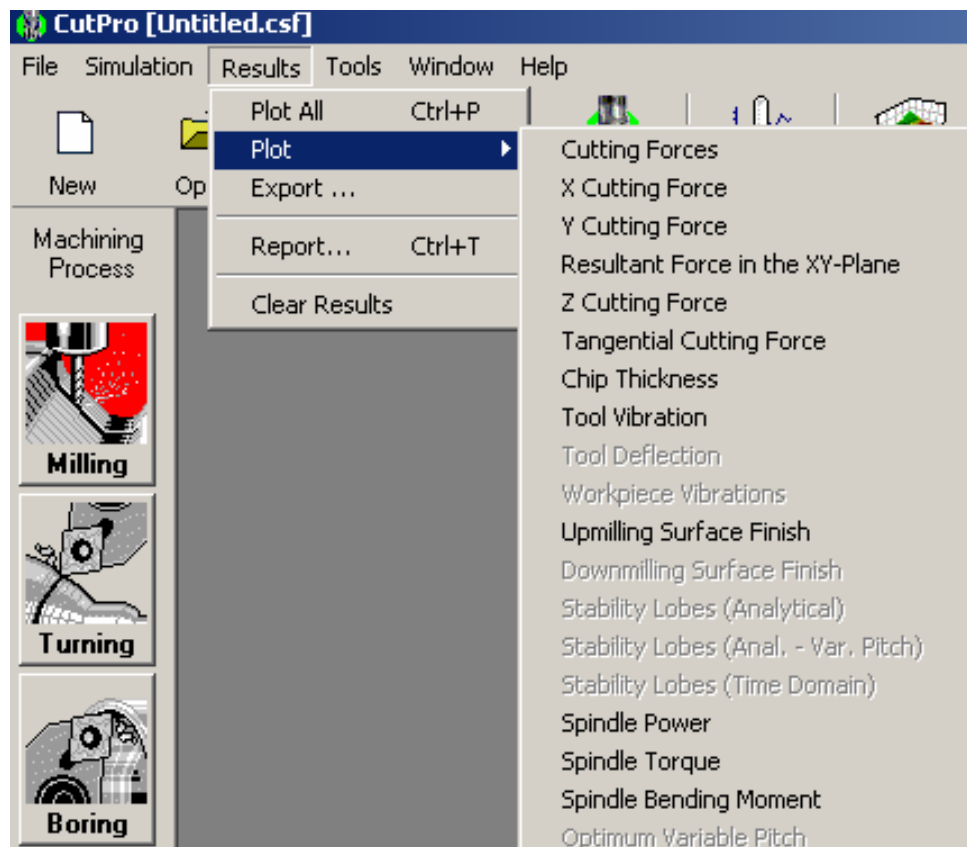 CutPro [Untitled.csf]
File Simulation Results Tools Window Help
New
Op
Plot All Ctrl+P
Plot
Export ...
Report... Ctrl+T
Clear Results
Cutting Forces
X Cutting Force
Y Cutting Force
Resultant Force in the XY-Plane
Z Cutting Force
Tangential Cutting Force
Chip Thickness
Tool Vibration
Tool Deflection
Workpiece Vibrations
Upmilling Surface Finish
Downmilling Surface Finish
Stability Lobes (Analytical)
Stability Lobes (Anal. - Var. Pitch)
Stability Lobes (Time Domain)
Spindle Power
Spindle Torque
Spindle Bending Moment
Optimum Variable Pitch
Machining
Process
Milling
Turning
Boring